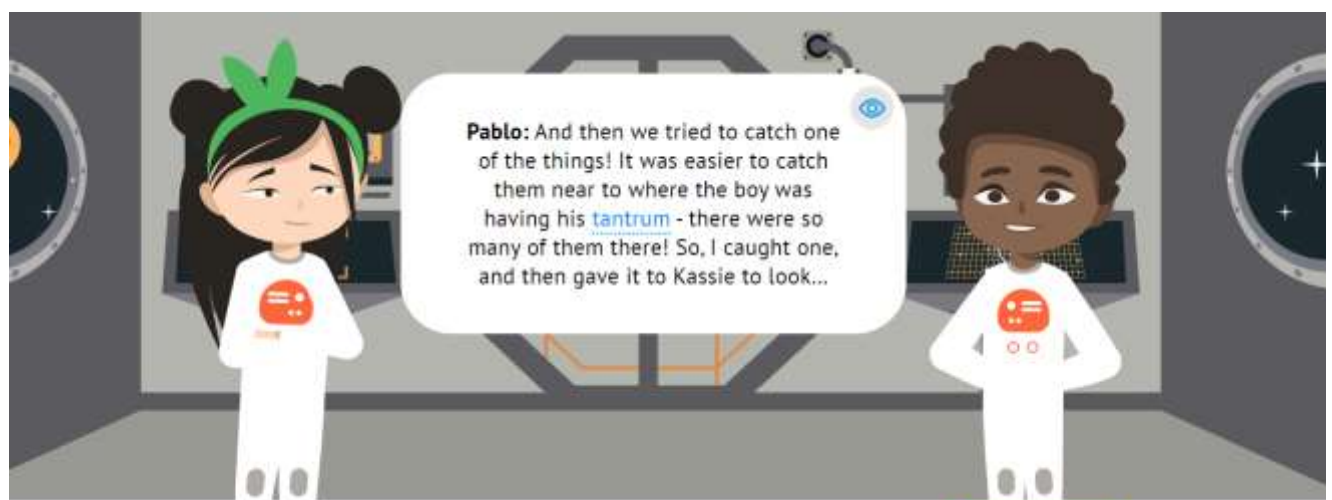 Pablo: And then we tried to catch one
of the things! It was easier to catch
them near to where the boy was
having his tantrum - there were so
many of them there! So, I caught one,
and then gave it to Kassie to look...